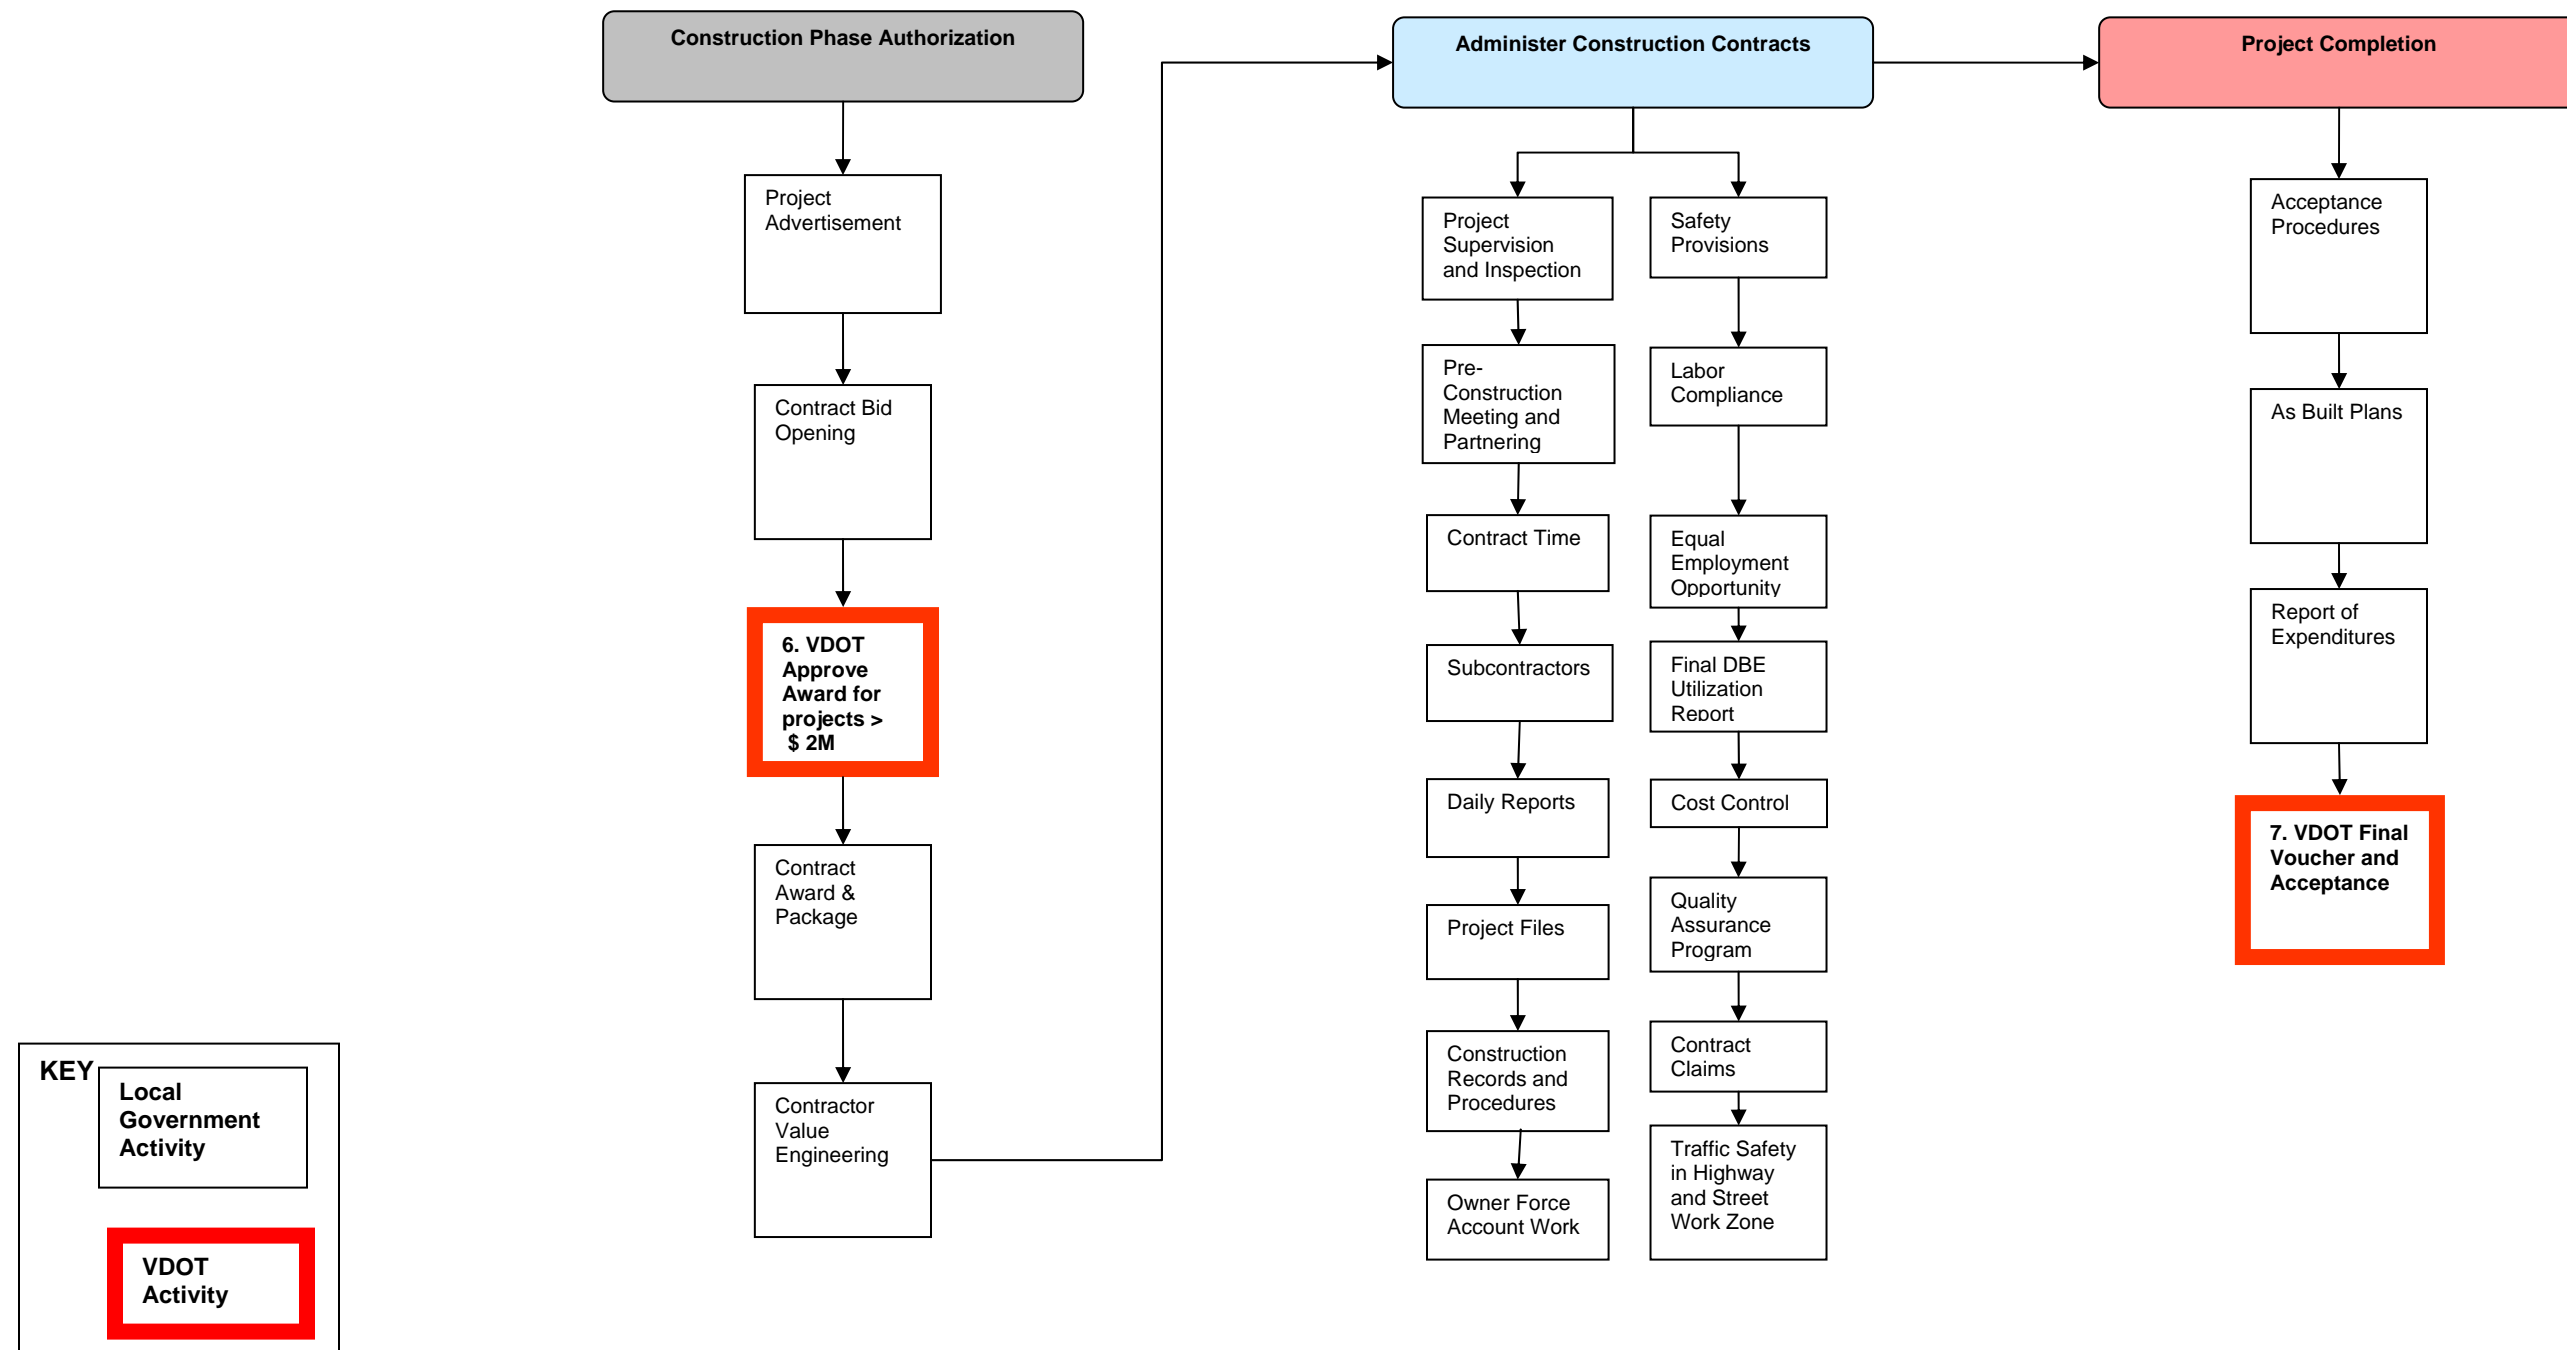 Construction Phase Authorization
Project
Advertisement
Contract Bid
Opening
6. VDOT
Approve
Award for
projects >
$ 2M
Contract
Award &
Package
Contractor
Value
Engineering
Administer Construction Contracts
Project
Supervision
and Inspection
Pre-
Construction
Meeting and
Partnering
Contract Time
Subcontractors
Daily Reports
Project Files
Construction
Records and
Procedures
Owner Force
Account Work
Safety
Provisions
Labor
Compliance
Equal
Employment
Opportunity
Final DBE
Utilization
Report
Cost Control
Quality
Assurance
Program
Contract
Claims
Traffic Safety
in Highway
and Street
Work Zone
Project Completion
Acceptance
Procedures
As Built Plans
Report of
Expenditures
7. VDOT Final
Voucher and
Acceptance
KEY
Local
Government
Activity
VDOT
Activity